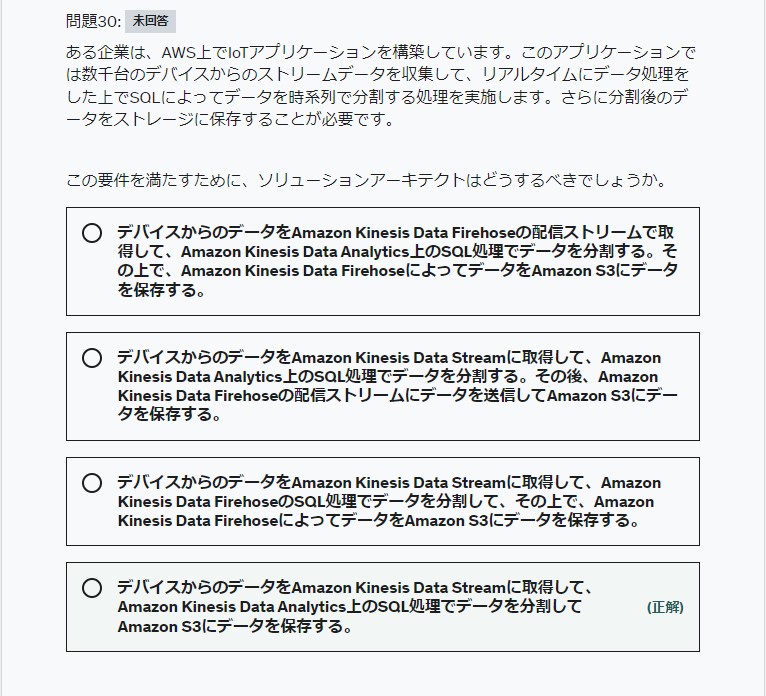 問題30: 未回答
ある企業は、AWS上でIoTアプリケーションを構築しています。このアプリケーションで
は数千台のデバイスからのストリームデータを収集して、リアルタイムにデータ処理を
した上でSQLによってデータを時系列で分割する処理を実施します。さらに分割後のデ
ータをストレージに保存することが必要です。
この要件を満たすために、ソリューションアーキテクトはどうするべきでしょうか。
デバイスからのデータをAmazon Kinesis Data Firehoseの配信ストリームで取
得して、Amazon Kinesis Data Analytics上のSQL処理でデータを分割する。そ
の上で、Amazon Kinesis Data FirehoseによってデータをAmazon S3にデータ
を保存する。
デバイスからのデータをAmazon Kinesis Data Streamに取得して、Amazon
Kinesis Data Analytics上のSQL処理でデータを分割する。その後、Amazon
Kinesis Data Firehoseの配信ストリームにデータを送信してAmazon S3にデー
タを保存する。
デバイスからのデータをAmazon Kinesis Data Streamに取得して、Amazon
Kinesis Data FirehoseのSQL処理でデータを分割して、その上で、Amazon
Kinesis Data FirehoseによってデータをAmazon S3にデータを保存する。
デバイスからのデータをAmazon Kinesis Data Streamに取得して、
Amazon Kinesis Data Analytics上のSQL処理でデータを分割して
Amazon S3にデータを保存する。
(正解)